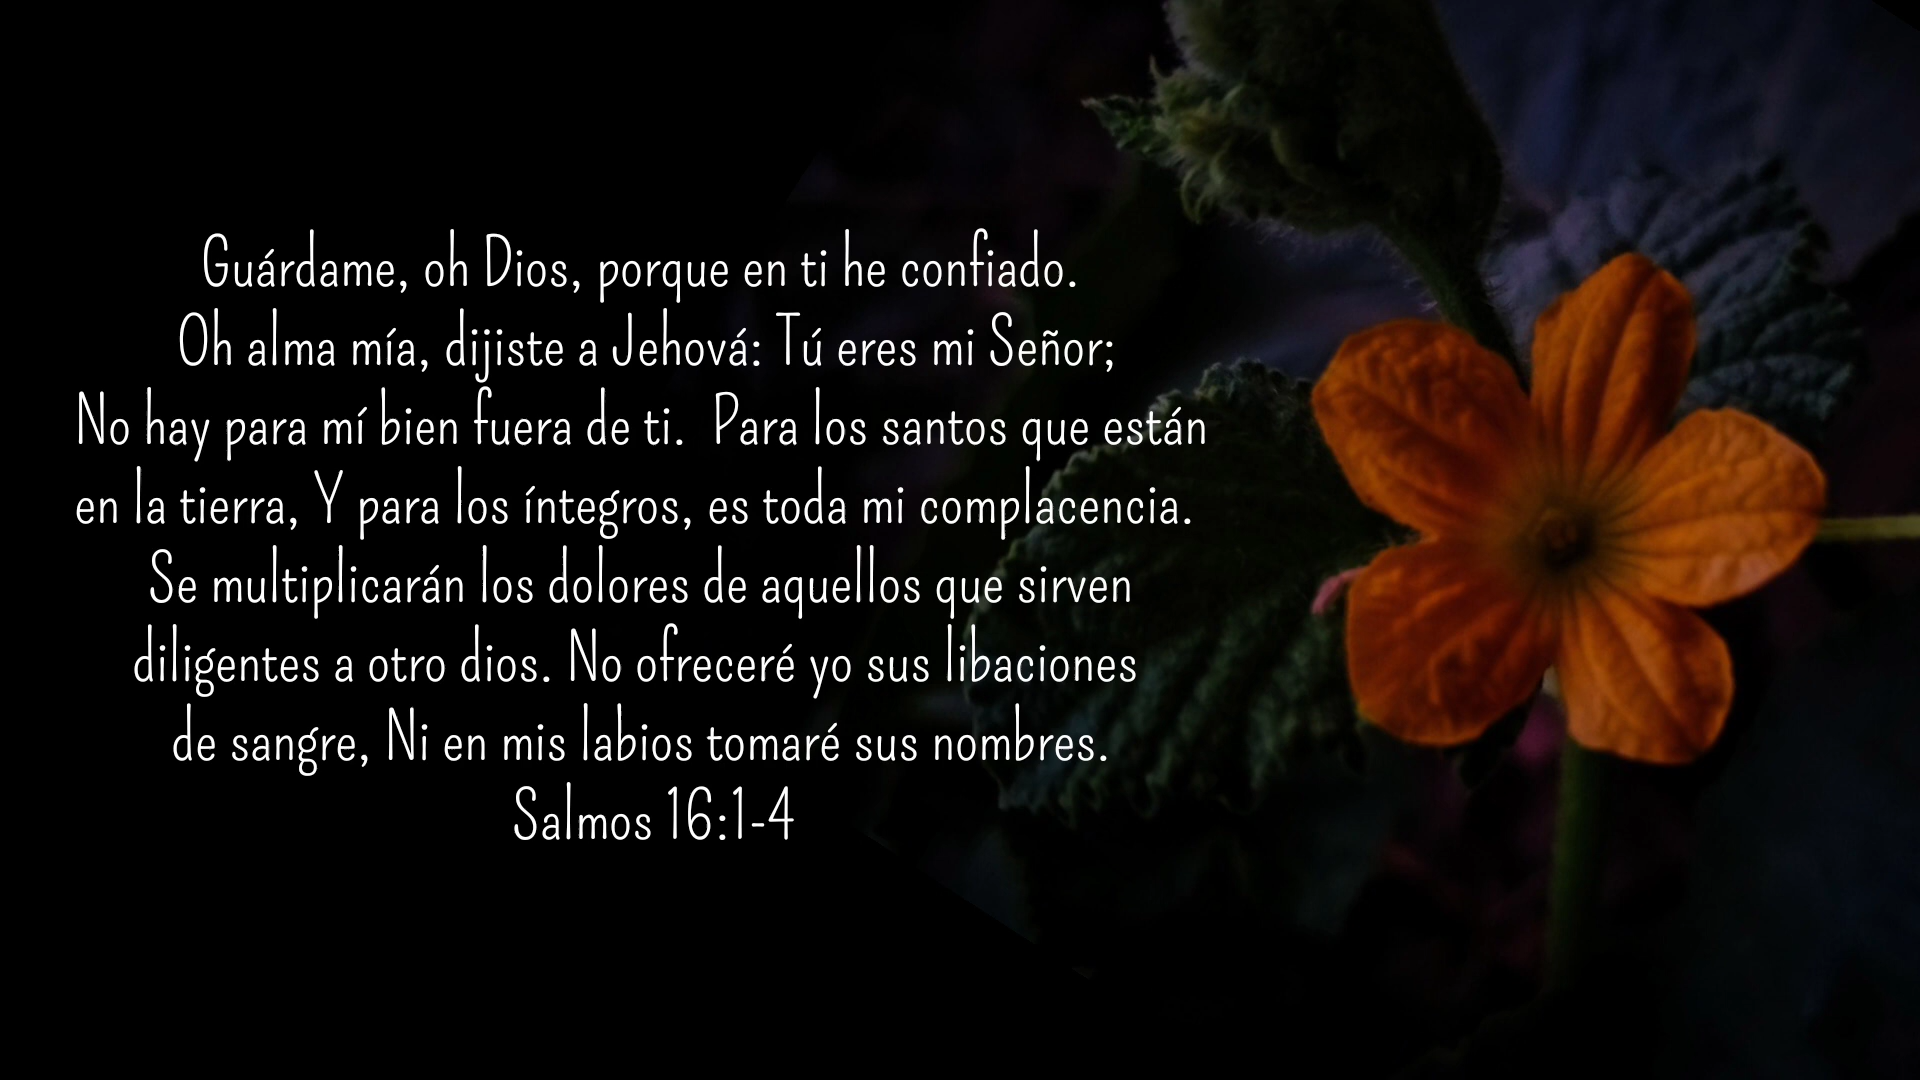 Guárdame, oh Dios, porque en ti he confiado.
Oh alma mía, dijiste a Jehová: Tú eres mi Señor;
No hay para mí bien fuera de ti.  Para los santos que están
en la tierra, Y para los íntegros, es toda mi complacencia.
Se multiplicarán los dolores de aquellos que sirven
diligentes a otro dios. No ofreceré yo sus libaciones
de sangre, Ni en mis labios tomaré sus nombres.
Salmos 16:1-4